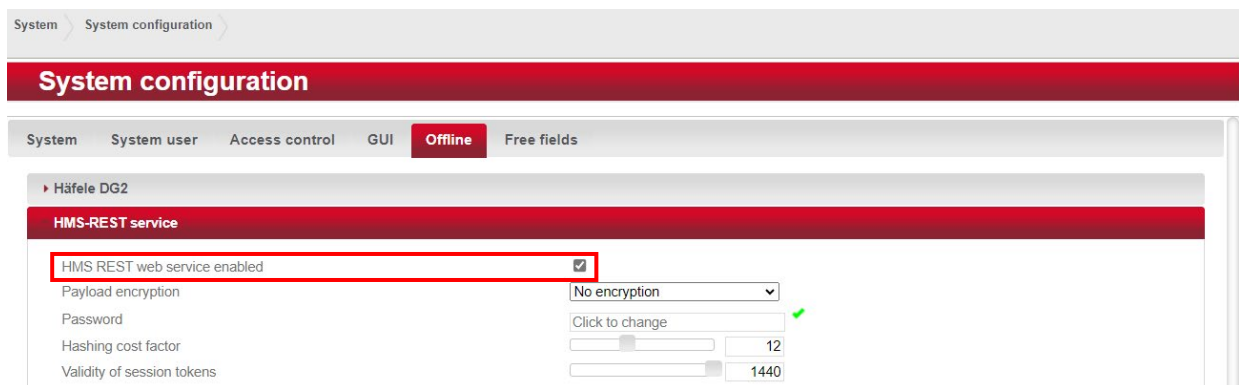 System System configuration
System configuration
System System user Access control GUI Offline Free fields
Häfele DG2
HMS-REST service
HMS REST web service enabled
Payload encryption No encryption
Password Click to change
Hashing cost factor 12
Validity of session tokens 1440